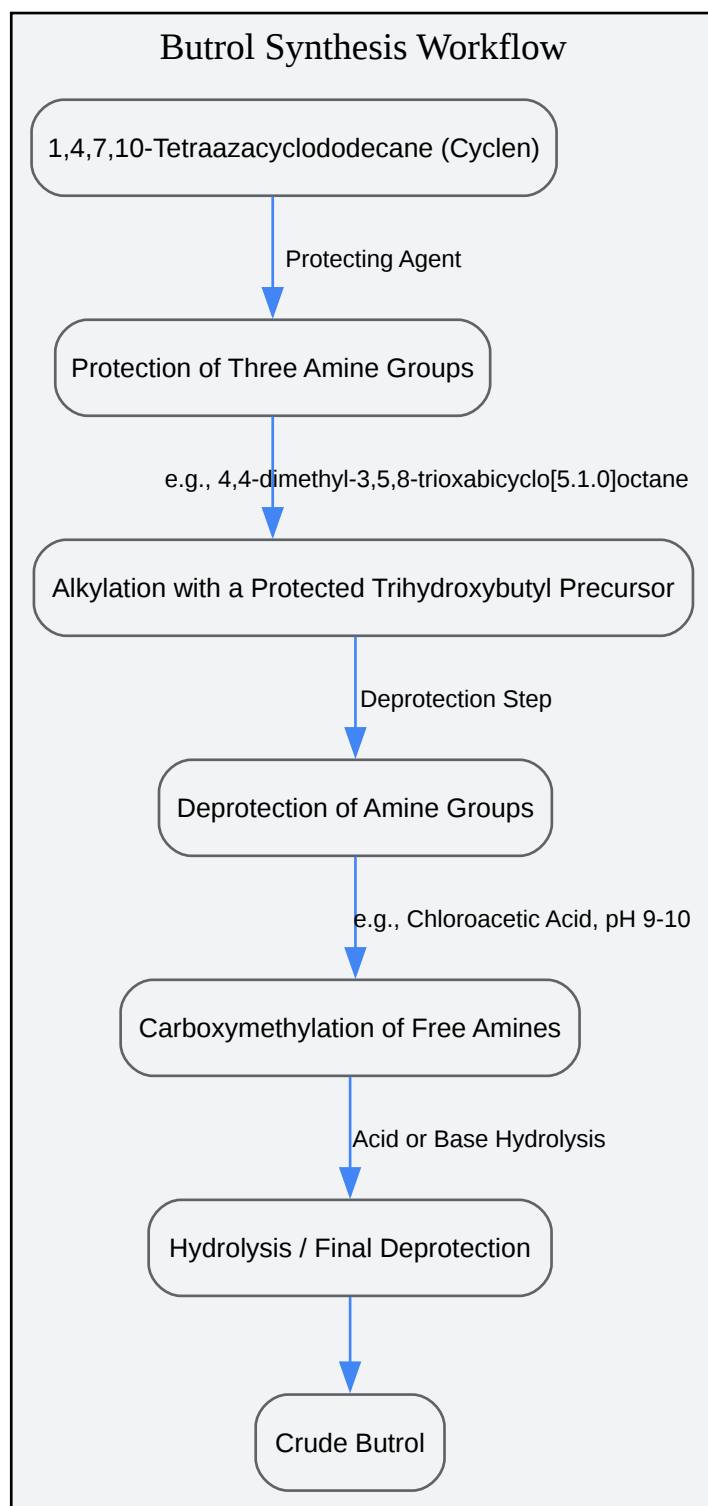 Butrol Synthesis Workflow
1,4,7,10-Tetraazacyclododecane (Cyclen)
Protecting Agent
Protection of Three Amine Groups
e.g., 4,4-dimethyl-3,5,8-trioxabicyclo[5.1.0]octane
Alkylation with a Protected Trihydroxybutyl Precursor
Deprotection Step
Deprotection of Amine Groups
e.g., Chloroacetic Acid, pH 9-10
Carboxymethylation of Free Amines
Acid or Base Hydrolysis
Hydrolysis / Final Deprotection
Crude Butrol